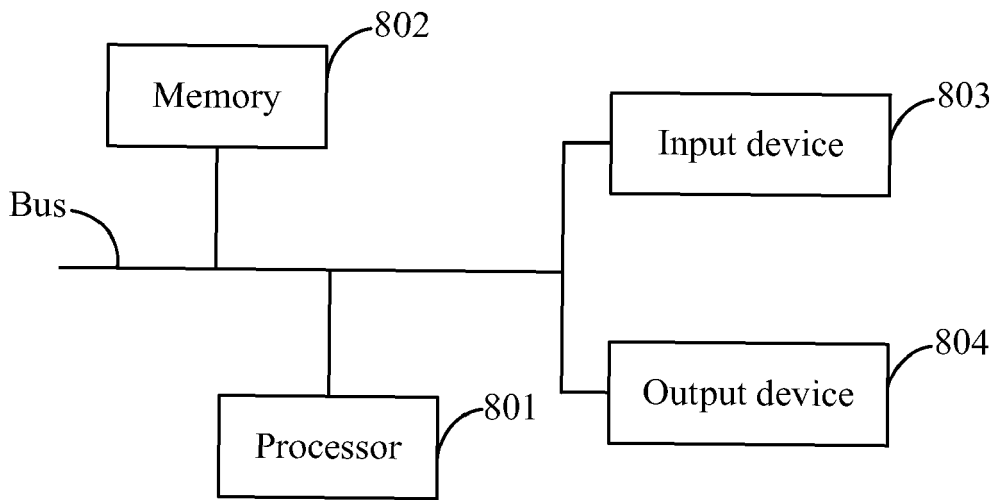 802
Memory
803
Input device
Bus
804
Output device
801
Processor